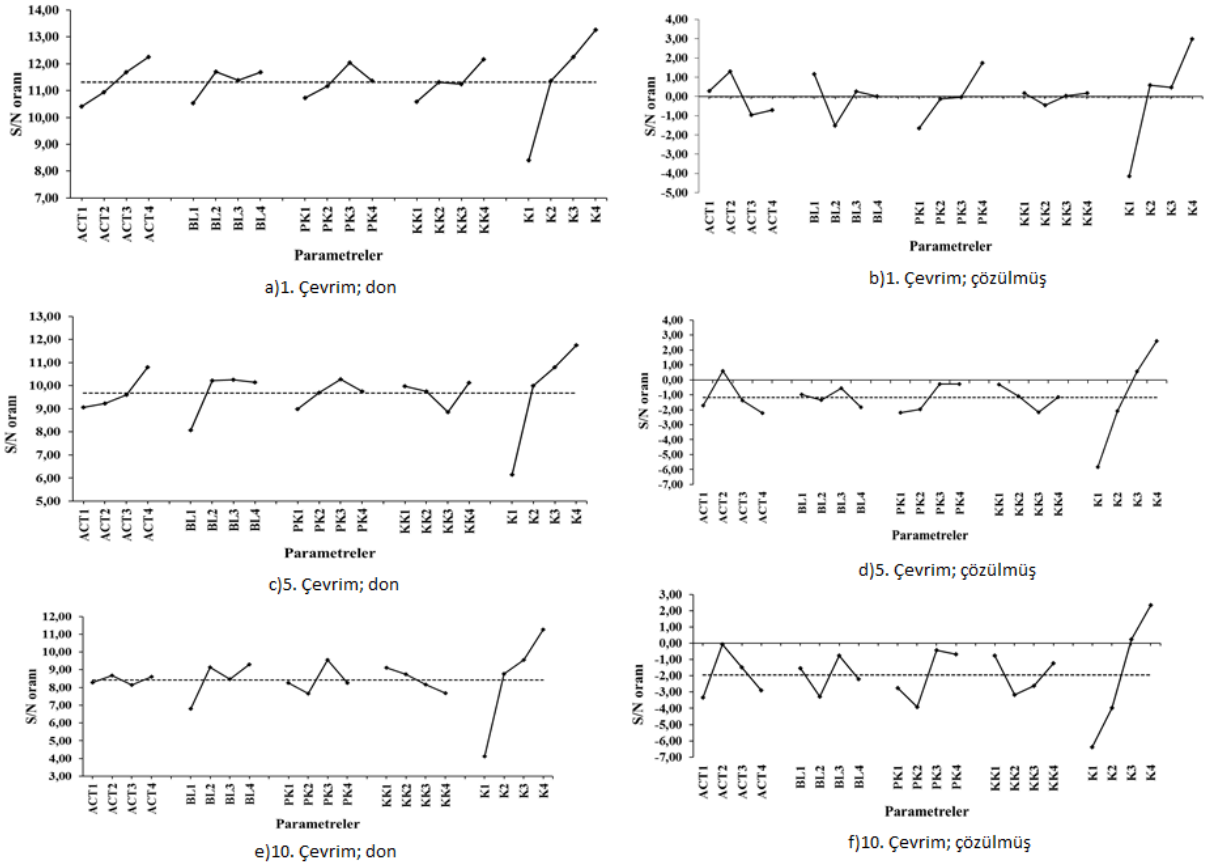 14,00
13,00
12,00
11,00
10,00
9,00
8,00
7,00
S/N oranı
ACT1 ACT2 ACT3 ACT4 BL1 BL2 BL3 BL4 PK1 PK2 PK3 PK4 KK1 KK2 KK3 KK4 K1 K2 K3 K4
Parametreler
a)1. Çevrim; don
4,00
3,00
2,00
1,00
0,00
-1,00
-2,00
-3,00
-4,00
-5,00
S/N oranı
ACT1 ACT2 ACT3 ACT4 BL1 BL2 BL3 BL4 PK1 PK2 PK3 PK4 KK1 KK2 KK3 KK4 K1 K2 K3 K4
Parametreler
b)1. Çevrim; çözülmüş
13,00
12,00
11,00
10,00
9,00
8,00
7,00
6,00
5,00
S/N oranı
ACT1 ACT2 ACT3 ACT4 BL1 BL2 BL3 BL4 PK1 PK2 PK3 PK4 KK1 KK2 KK3 KK4 K1 K2 K3 K4
Parametreler
c)5. Çevrim; don
4,00
3,00
2,00
1,00
0,00
-1,00
-2,00
-3,00
-4,00
-5,00
-6,00
-7,00
S/N oranı
ACT1 ACT2 ACT3 ACT4 BL1 BL2 BL3 BL4 PK1 PK2 PK3 PK4 KK1 KK2 KK3 KK4 K1 K2 K3 K4
Parametreler
d)5. Çevrim; çözülmüş
12,00
11,00
10,00
9,00
8,00
7,00
6,00
5,00
4,00
3,00
S/N oranı
ACT1 ACT2 ACT3 ACT4 BL1 BL2 BL3 BL4 PK1 PK2 PK3 PK4 KK1 KK2 KK3 KK4 K1 K2 K3 K4
Parametreler
e)10. Çevrim; don
3,00
2,00
1,00
0,00
-1,00
-2,00
-3,00
-4,00
-5,00
-6,00
-7,00
S/N oranı
ACT1 ACT2 ACT3 ACT4 BL1 BL2 BL3 BL4 PK1 PK2 PK3 PK4 KK1 KK2 KK3 KK4 K1 K2 K3 K4
Parametreler
f)10. Çevrim; çözülmüş